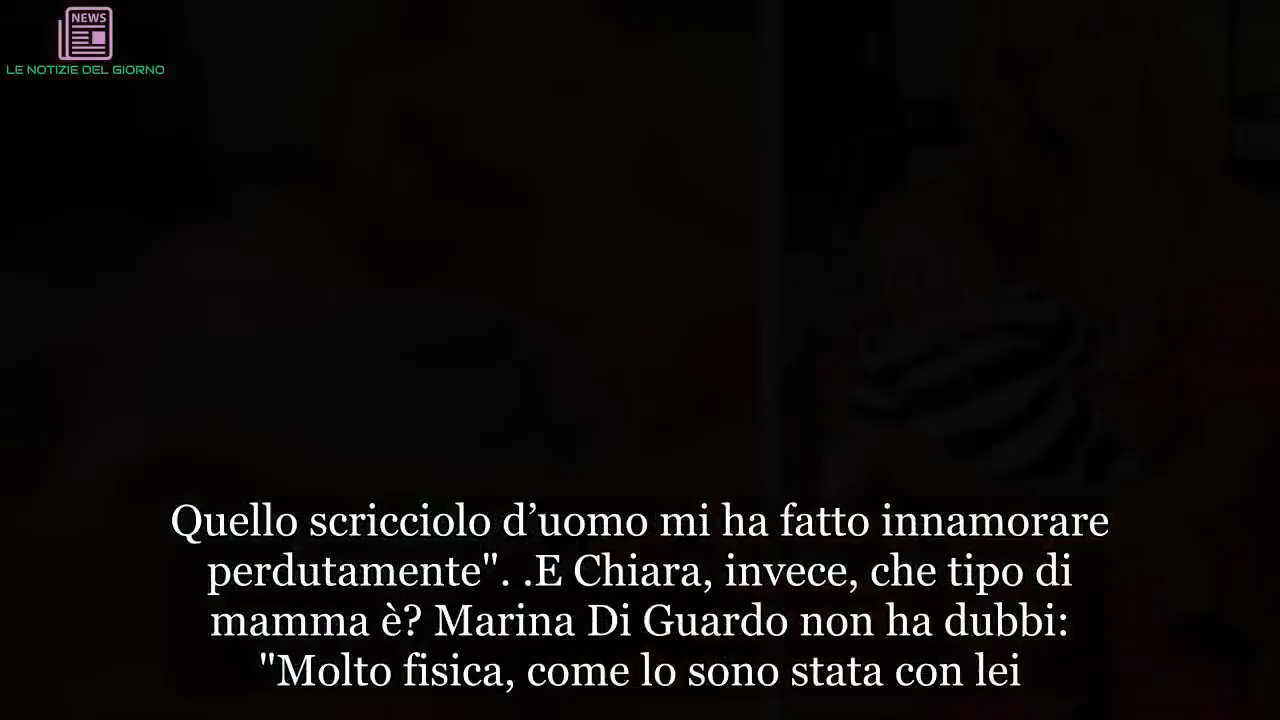 NEWS
LE NOTIZIE DEL GIORNO
Quello scricciolo d’uomo mi ha fatto innamorare
perdutamente". .E Chiara, invece, che tipo di
mamma è? Marina Di Guardo non ha dubbi:
"Molto fisica, come lo sono stata con lei